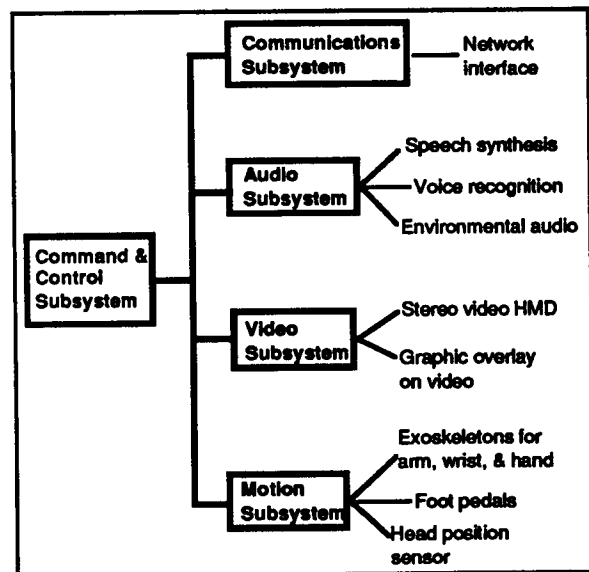 Communications
Subsystem
Network
interface
Speech synthesis
Audio
Subsystem
Voice recognition
Environmental audio
Command &
Control
Subsystem
Stereo video HMD
Video
Subsystem
Graphic overlay
on video
Exoskeletons for
arm, wrist, & hand
Motion
Subsystem
Foot pedals
Head position
sensor